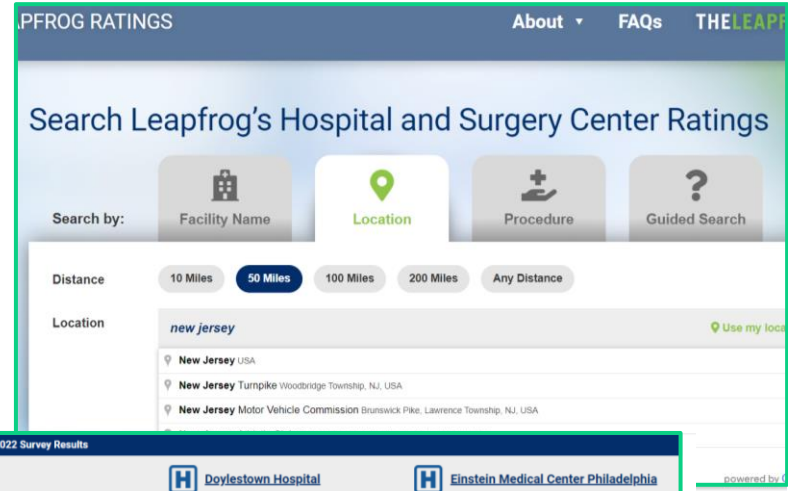 APFROG RATINGS About FAQs THELEAPF
Search Leapfrog's Hospital and Surgery Center Ratings
Search by: Facility Name Location Procedure Guided Search
Distance 10 Miles 50 Miles 100 Miles 200 Miles Any Distance
Location new jersey Use my loca
New Jersey USA
New Jersey Turnpike Woodbridge Township, NJ, USA
New Jersey Motor Vehicle Commission Brunswick Pike, Lawrence Township, NJ, USA
022 Survey Results
H Doylestown Hospital H Einstein Medical Center Philadelphia powered by